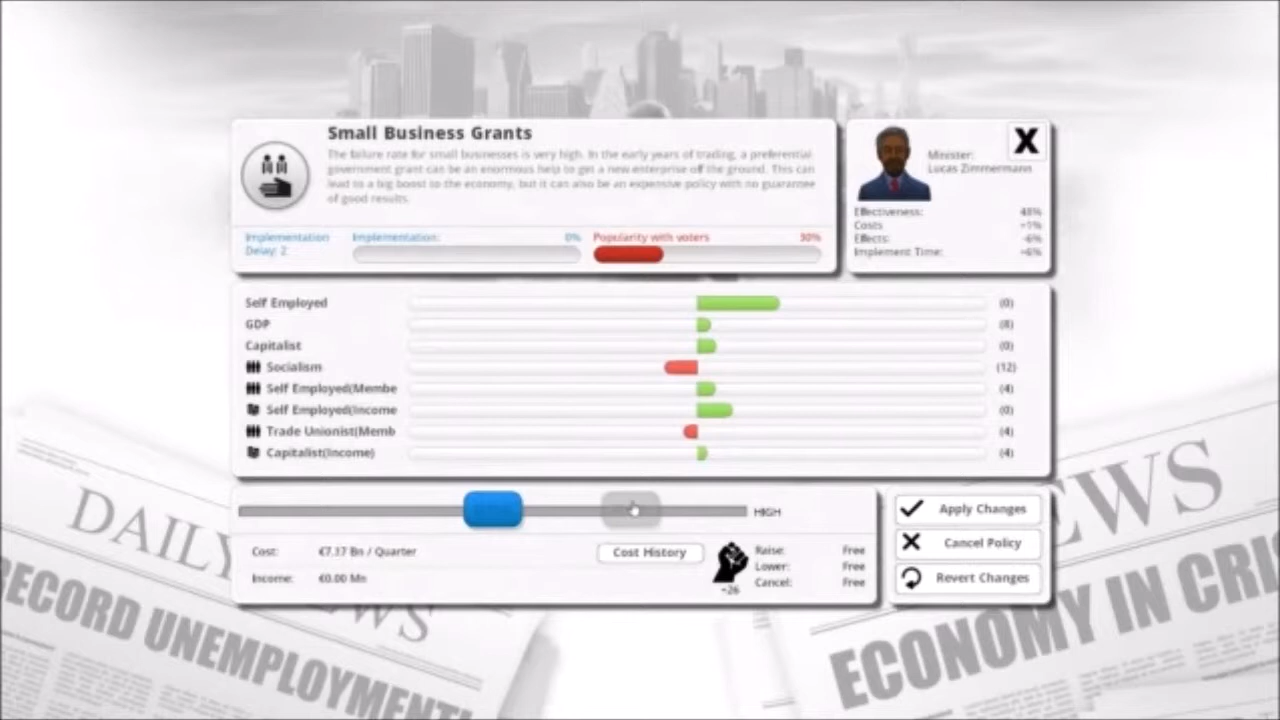 Small Business Grants
The failure rate for small businesses is very high. In the early years of trading, a preferential
government grant can be an enormous help to get a new enterprise off the ground. This can
lead to a big boost to the economy, but it can also be an expensive policy with no guarantee
of good results.
Implementation
Delay: 2
Implementation: 0%
Popularity with voters 30%
X
Minister:
Lucas Zimmermann
Effectiveness: 48%
Costs +1%
Effects: -6%
Implement Time: +6%
Self Employed (0)
GDP (8)
Capitalist (0)
Socialism (12)
Self Employed(Membe (4)
Self Employed(Income (0)
Trade Unionist(Memb (4)
Capitalist(Income) (4)
HIGH
Cost: €7.17 Bn / Quarter
Income: €0.00 Mn
Cost History
+26
Raise: Free
Lower: Free
Cancel: Free
Apply Changes
Cancel Policy
Revert Changes
DAILY NEWS
RECORD UNEMPLOYMENT!
EWS
ECONOMY IN CRI